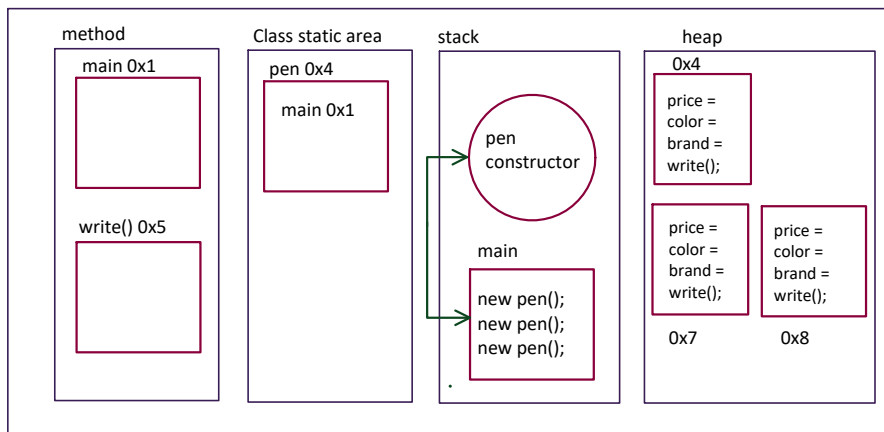 method
main 0x1
write() 0x5
Class static area
pen 0x4
main 0x1
stack
pen
constructor
main
new pen();
new pen();
new pen();
heap
0x4
price =
color =
brand =
write();
price =
color =
brand =
write();
0x7
price =
color =
brand =
write();
0x8